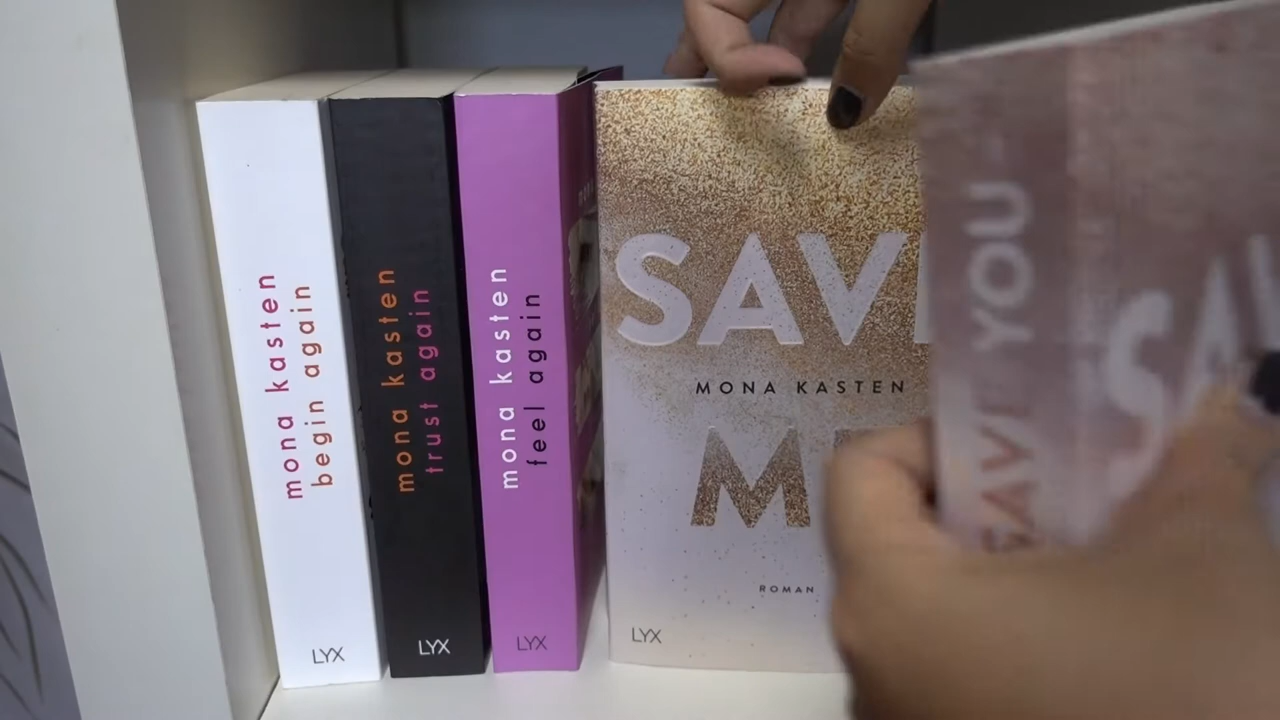 mona kasten
begin again
LYX
mona kasten
trust again
LYX
mona kasten
feel again
LYX
SAV
MONA KASTEN
M
ROMAN
LYX
SAVE YOU
SA